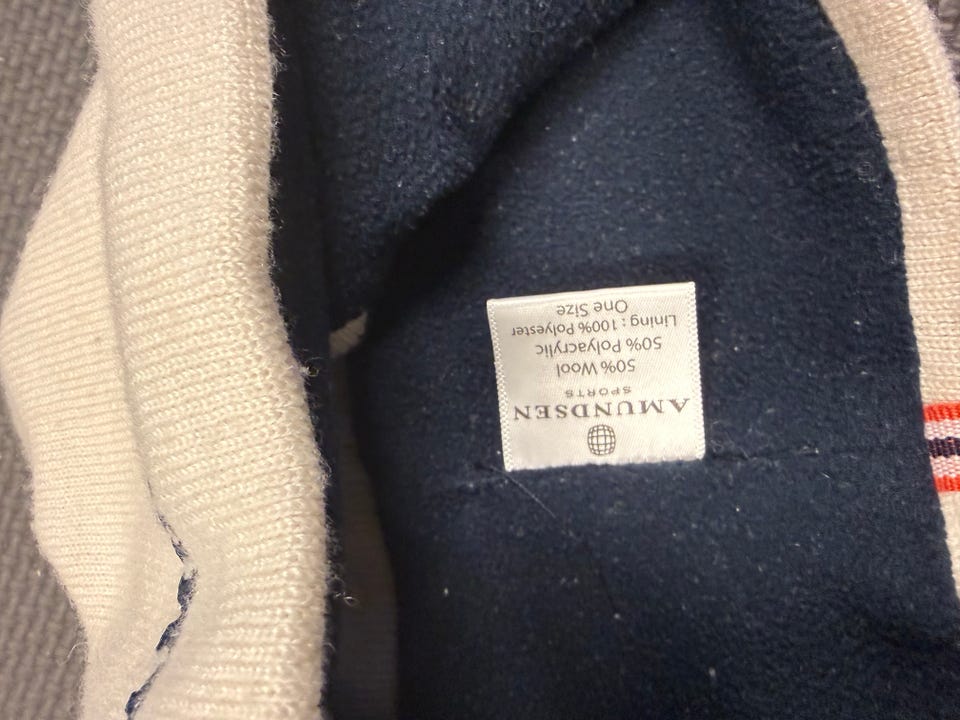 AMUNDSEN
SPORTS
50% Wool
50% Polyacrylic
Lining : 100% Polyester
One Size